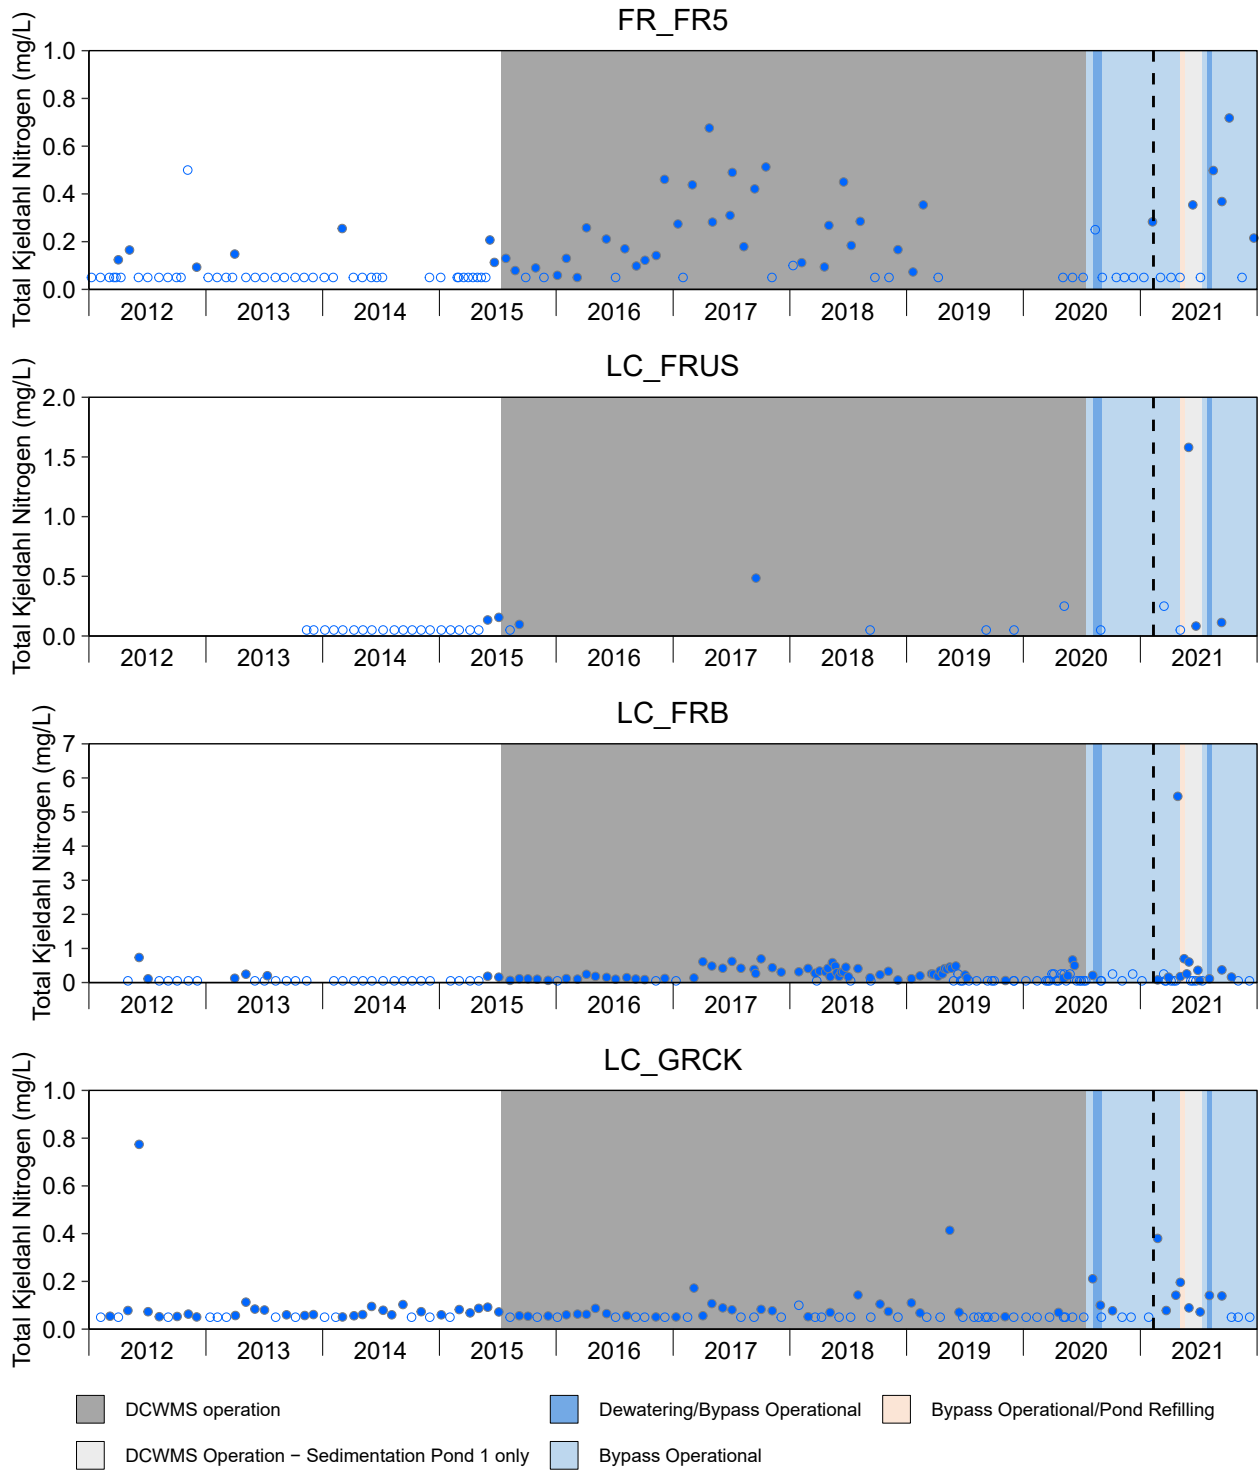 FR_FR5
Total Kjeldahl Nitrogen (mg/L)
1.0
0.8
0.6
0.4
0.2
0.0
2012 2013 2014 2015 2016 2017 2018 2019 2020 2021
LC_FRUS
Total Kjeldahl Nitrogen (mg/L)
2.0
1.5
1.0
0.5
0.0
2012 2013 2014 2015 2016 2017 2018 2019 2020 2021
LC_FRB
Total Kjeldahl Nitrogen (mg/L)
7
6
5
4
3
2
1
0
2012 2013 2014 2015 2016 2017 2018 2019 2020 2021
LC_GRCK
Total Kjeldahl Nitrogen (mg/L)
1.0
0.8
0.6
0.4
0.2
0.0
2012 2013 2014 2015 2016 2017 2018 2019 2020 2021
DCWMS operation Dewatering/Bypass Operational Bypass Operational/Pond Refilling
DCWMS Operation − Sedimentation Pond 1 only Bypass Operational